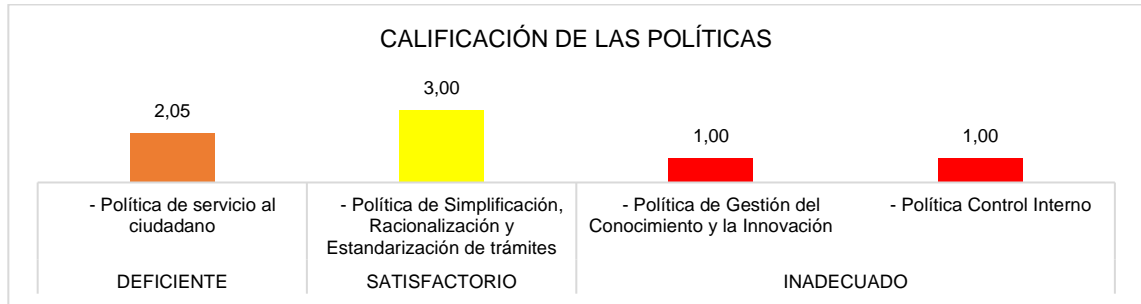 CALIFICACIÓN DE LAS POLÍTICAS
2,05
3,00
1,00
1,00
- Política de servicio al
ciudadano
- Política de Simplificación,
Racionalización y
Estandarización de trámites
- Política de Gestión del
Conocimiento y la Innovación
- Política Control Interno
DEFICIENTE
SATISFACTORIO
INADECUADO